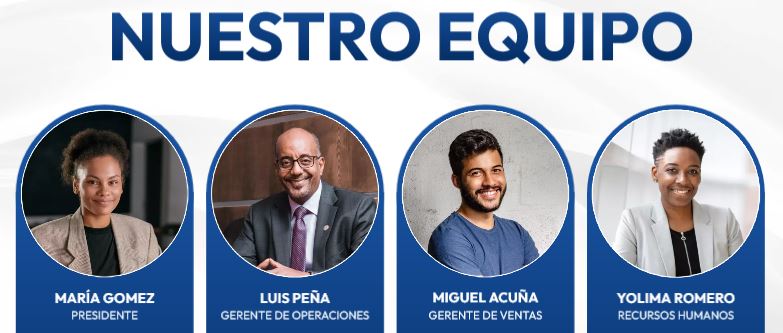 NUESTRO EQUIPO
MARÍA GOMEZ
PRESIDENTE
LUIS PEÑA
GERENTE DE OPERACIONES
MIGUEL ACUÑA
GERENTE DE VENTAS
YOLIMA ROMERO
RECURSOS HUMANOS